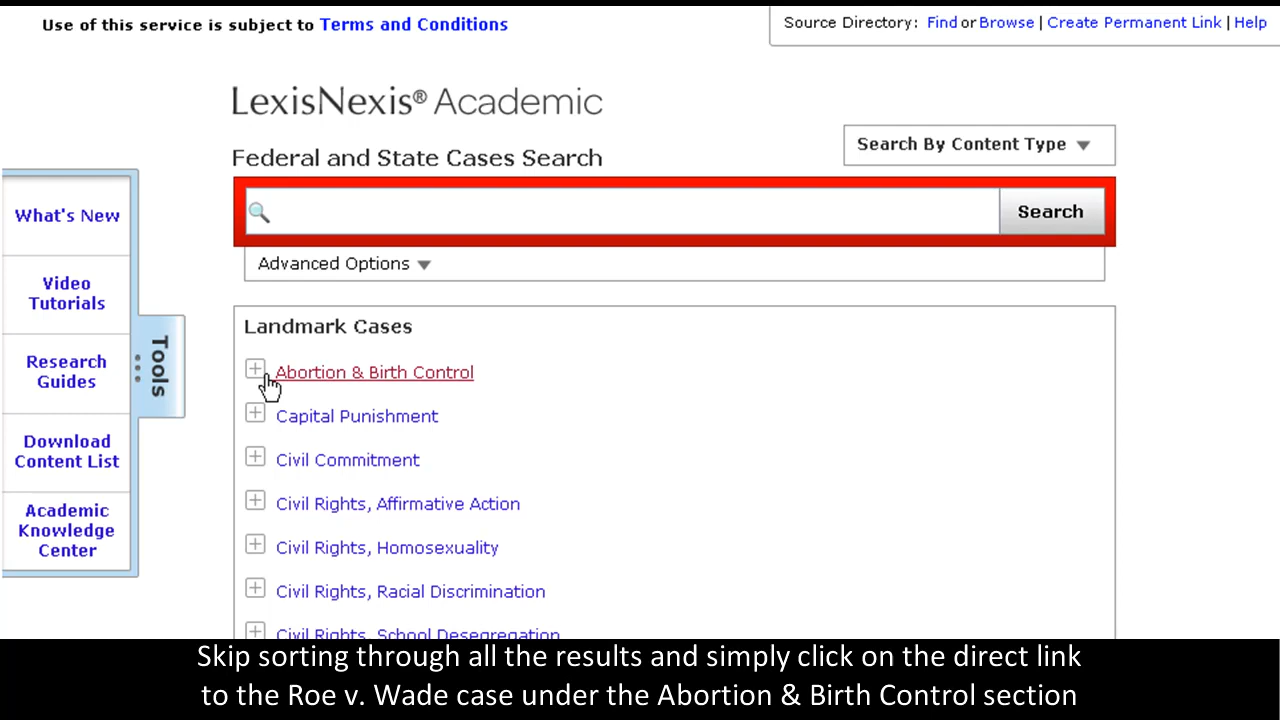 Use of this service is subject to Terms and Conditions
Source Directory: Find or Browse | Create Permanent Link | Help
LexisNexis® Academic
Search By Content Type
Federal and State Cases Search
Search
Advanced Options
What's New
Video
Tutorials
Research
Guides
Download
Content List
Academic
Knowledge
Center
Tools
Landmark Cases
Abortion & Birth Control
Capital Punishment
Civil Commitment
Civil Rights, Affirmative Action
Civil Rights, Homosexuality
Civil Rights, Racial Discrimination
Civil Rights, School Desegregation
Skip sorting through all the results and simply click on the direct link
to the Roe v. Wade case under the Abortion & Birth Control section